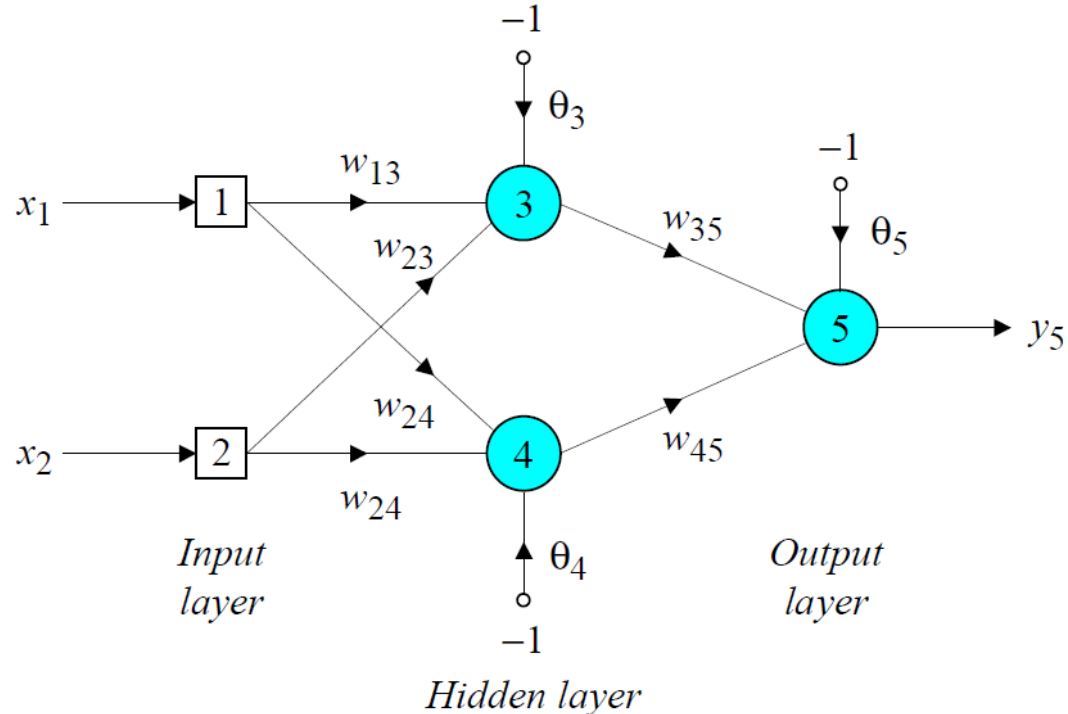 −1
θ3
w13
−1
x1
1
3
w35
w23
θ5
5
y5
w24
x2
2
4
w45
w24
Input
layer
θ4
Output
layer
−1
Hidden layer